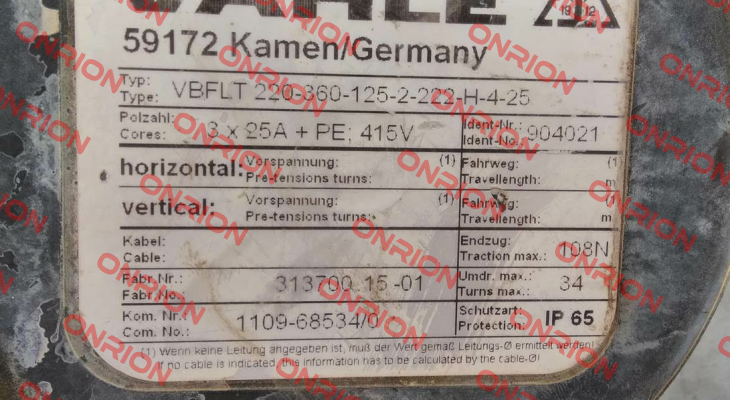 VAHLE
19 12
59172 Kamen/Germany
Typ:
Type: VBFLT 220-360-125-2-222-H-4-25
Polzahl:
Cores: 3 x 25A + PE; 415V
Ident-Nr.:
Ident-No. 904021
horizontal: Vorspannung: (1)
Pre-tensions turns:
Fahrweg: (1
Travellength: m
vertical: Vorspannung: (1)
Pre-tensions turns:
Fahrweg: (1
Travellength: m
Kabel:
Cable:
Endzug:
Traction max.: 108N
Fabr.Nr.:
Fabr.No.: 313700 15 -01
Umdr. max.:
Turns max.: 34
Kom. Nr.:
Com. No.: 1109-68534/0
Schutzart:
Protection: IP 65
(1) Wenn keine Leitung angegeben ist, muß der Wert gemäß Leitungs-Ø ermittelt werden!
If no cable is indicated, this information has to be calculated by the cable-Ø!
ONRION